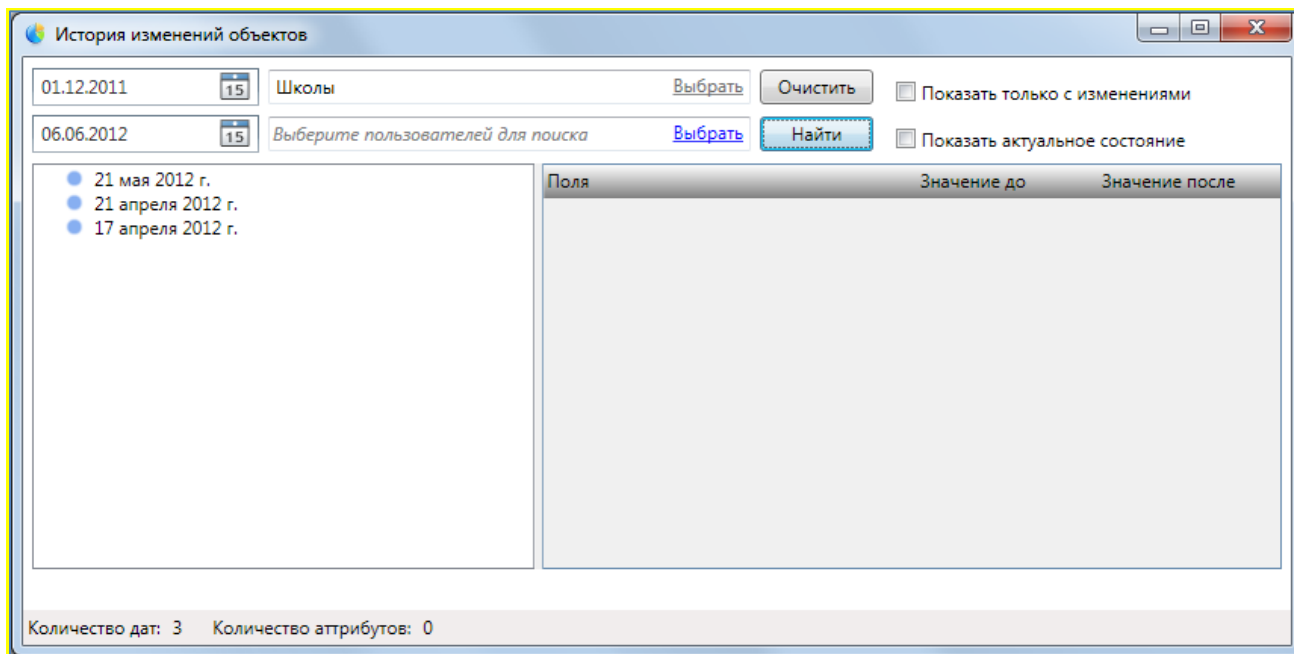 История изменений объектов
01.12.2011 15 Школы Выбрать Очистить Показать только с изменениями
06.06.2012 15 Выберите пользователей для поиска Выбрать Найти Показать актуальное состояние
21 мая 2012 г.
21 апреля 2012 г.
17 апреля 2012 г.
Поля Значение до Значение после
Количество дат: 3 Количество аттрибутов: 0